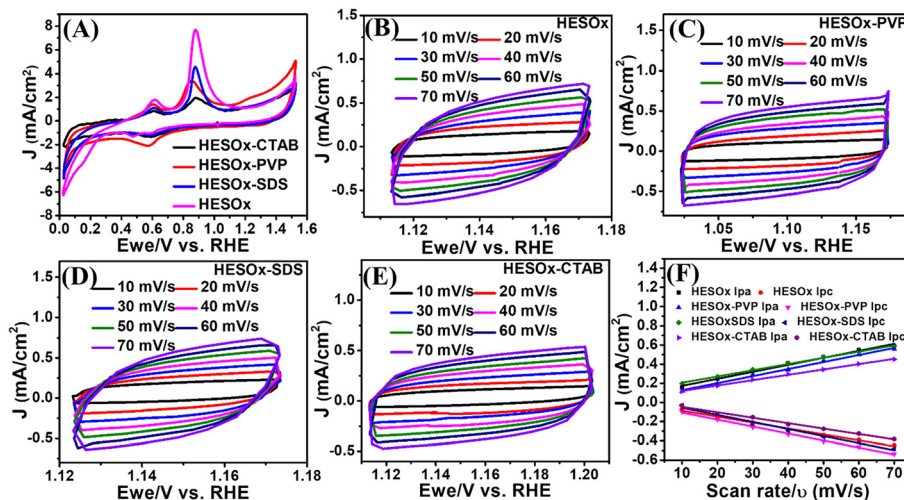 (A)
J (mA/cm²)
8
6
4
2
0
-2
4
6
-8
HESOx-CTAB
HESOx-PVP
HESOx-SDS
HESOx
0.0 0.3 0.6 0.9 1.2 1.5
Ewe/V vs. RHE
(B)
HESOx
J (mA/cm²)
1.5
1.0
0.5
0.0
-0.5
10 mV/s 20 mV/s
30 mV/s 40 mV/s
50 mV/s 60 mV/s
70 mV/s
1.12 1.14 1.16 1.18
Ewe/V vs. RHE
(C)
HESOx-PVP
J (mA/cm²)
1.5
1.0
0.5
0.0
-0.5
10 mV/s 20 mV/s
30 mV/s 40 mV/s
50 mV/s 60 mV/s
70 mV/s
1.05 1.10 1.15
Ewe/V vs. RHE
(D)
HESOx-SDS
J (mA/cm²)
1.5
1.0
0.5
0.0
-0.5
10 mV/s 20 mV/s
30 mV/s 40 mV/s
50 mV/s 60 mV/s
70 mV/s
1.12 1.14 1.16 1.18
Ewe/V vs. RHE
(E)
HESOx-CTAB
J (mA/cm²)
1.5
1.0
0.5
0.0
-0.5
10 mV/s 20 mV/s
30 mV/s 40 mV/s
50 mV/s 60 mV/s
70 mV/s
1.12 1.14 1.16 1.18 1.20
Ewe/V vs. RHE
(F)
J (mA/cm²)
1.4
1.2
1.0
0.8
0.6
0.4
0.2
0.0
-0.2
-0.4
-0.6
HESOx Ipa HESOx Ipc
HESOx-PVP Ipa HESOx-PVP Ipc
HESOxSDS Ipa HESOx-SDS Ipc
HESOx-CTAB Ipa HESOx-CTAB Ipc
10 20 30 40 50 60 70
Scan rate/υ (mV/s)